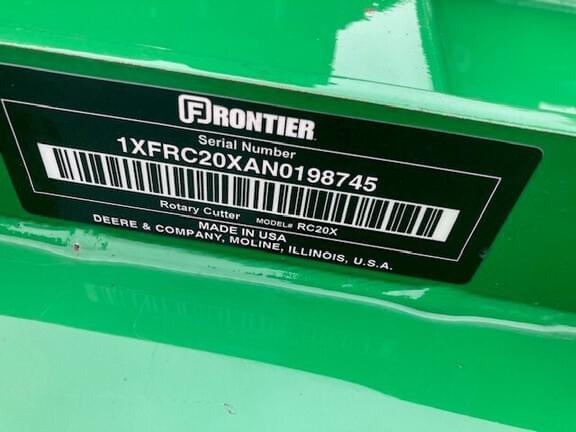 FRONTIER
Serial Number
1XFRC20XAN0198745
Rotary Cutter MODEL# RC20X
MADE IN USA
DEERE & COMPANY, MOLINE, ILLINOIS, U.S.A.